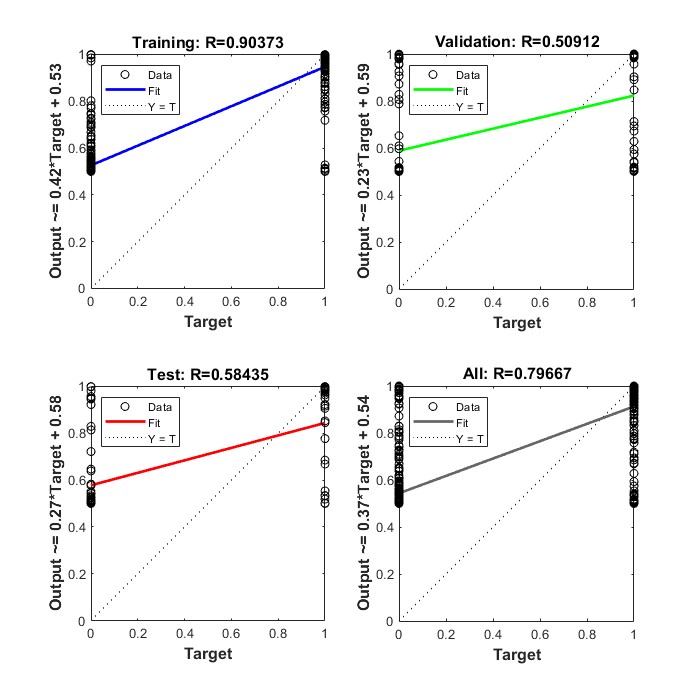 Training: R=0.90373
Output ~= 0.42*Target + 0.53
1
0.8
0.6
0.4
0.2
0
Data
Fit
Y = T
0 0.2 0.4 0.6 0.8 1
Target
Validation: R=0.50912
Output ~= 0.23*Target + 0.59
1
0.8
0.6
0.4
0.2
0
Data
Fit
Y = T
0 0.2 0.4 0.6 0.8 1
Target
Test: R=0.58435
Output ~= 0.27*Target + 0.58
1
0.8
0.6
0.4
0.2
0
Data
Fit
Y = T
0 0.2 0.4 0.6 0.8 1
Target
All: R=0.79667
Output ~= 0.37*Target + 0.54
1
0.8
0.6
0.4
0.2
0
Data
Fit
Y = T
0 0.2 0.4 0.6 0.8 1
Target